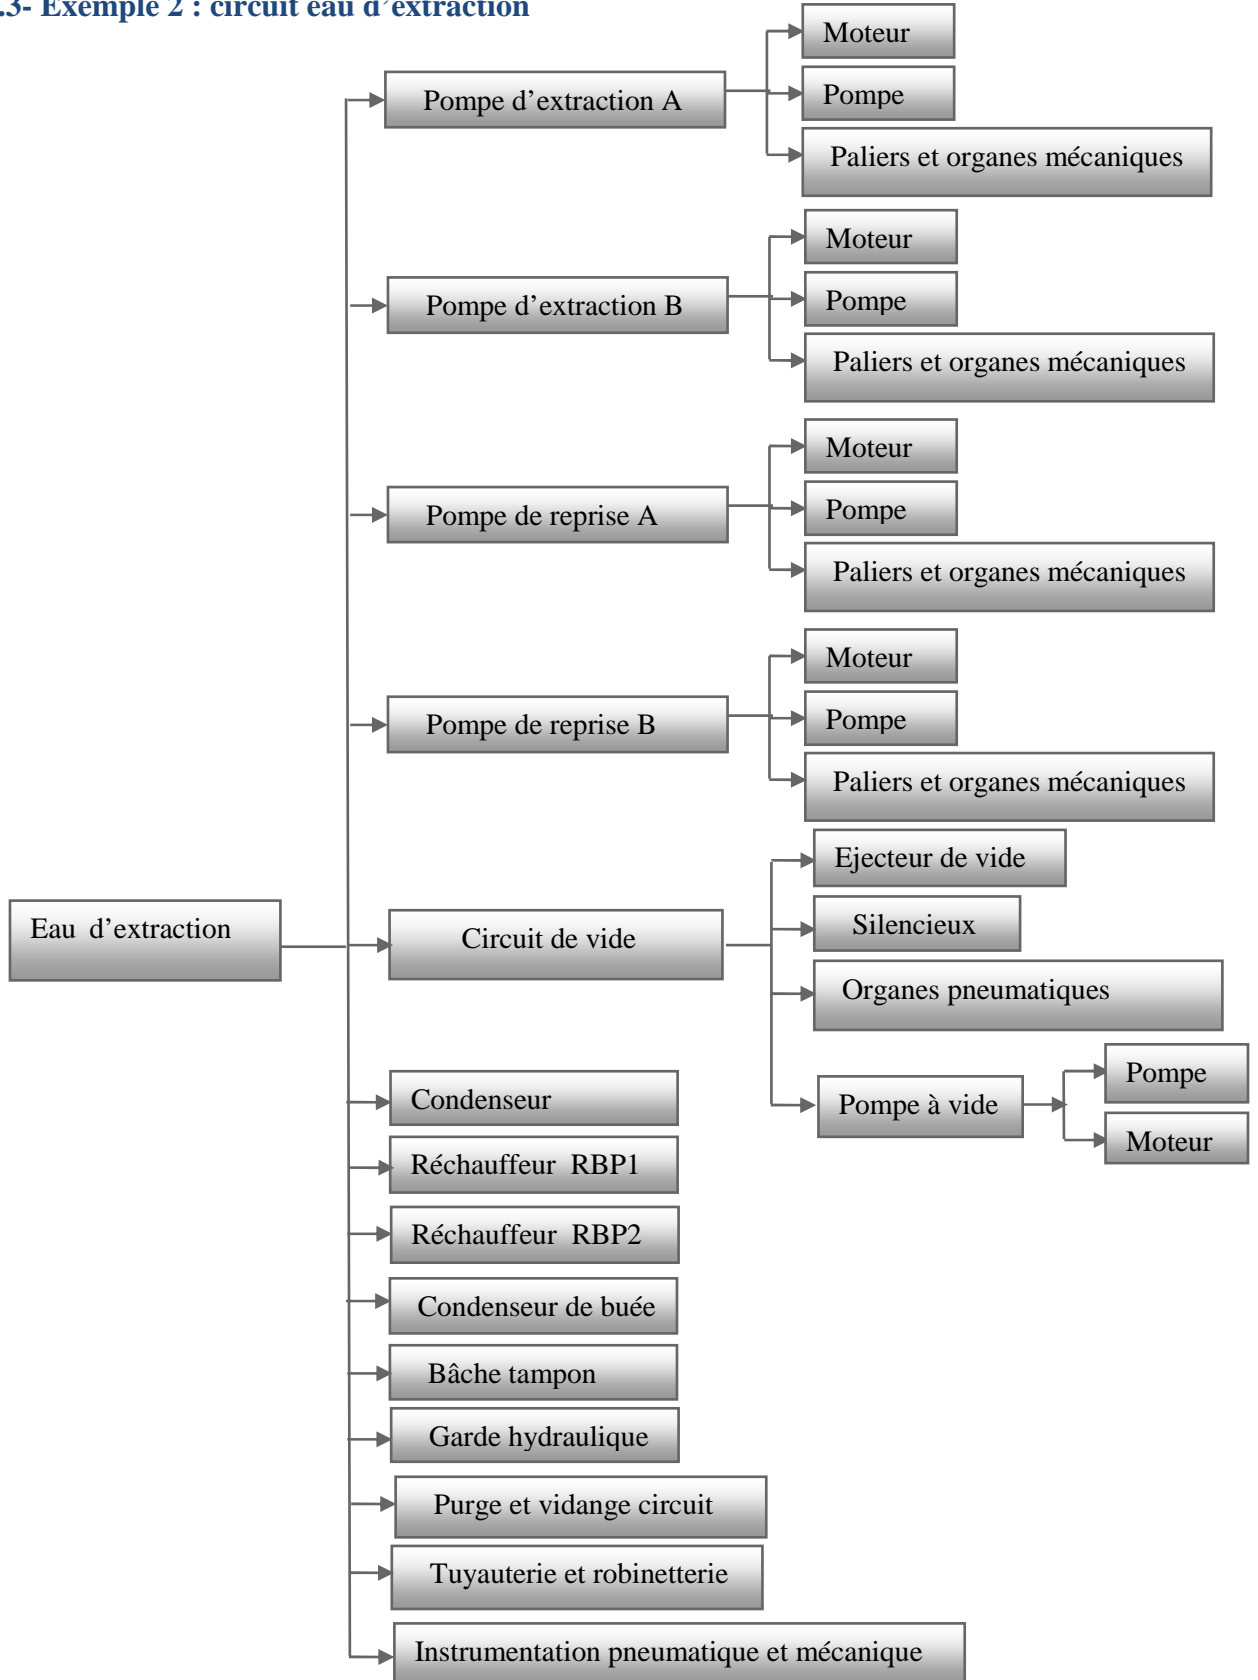 .3- Exemple 2 : circuit eau d’extraction
Moteur
Pompe d’extraction A
Pompe
Paliers et organes mécaniques
Moteur
Pompe d’extraction B
Pompe
Paliers et organes mécaniques
Moteur
Pompe de reprise A
Pompe
Paliers et organes mécaniques
Moteur
Pompe de reprise B
Pompe
Paliers et organes mécaniques
Ejecteur de vide
Eau d’extraction
Circuit de vide
Silencieux
Organes pneumatiques
Pompe à vide
Pompe
Moteur
Condenseur
Réchauffeur RBP1
Réchauffeur RBP2
Condenseur de buée
Bâche tampon
Garde hydraulique
Purge et vidange circuit
Tuyauterie et robinetterie
Instrumentation pneumatique et mécanique